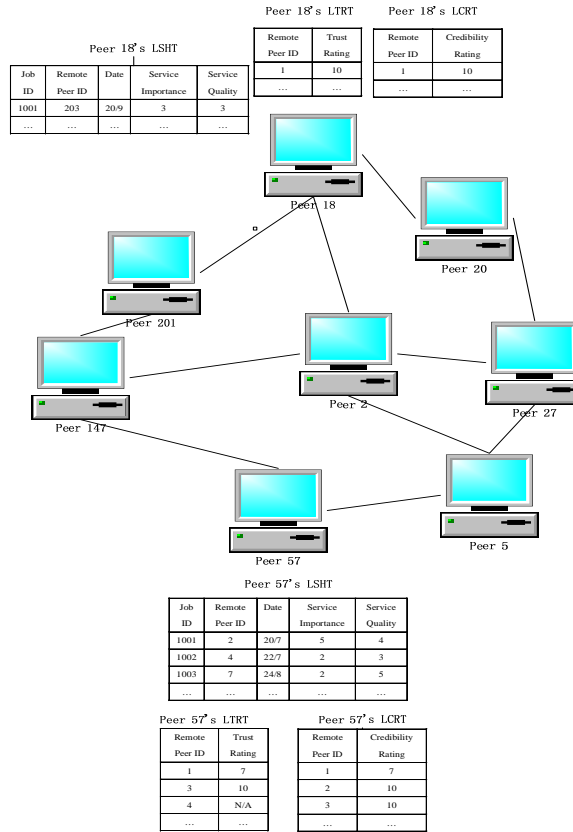 Peer 18's LTRT
Peer 18's LCRT
Remote Peer ID Trust Rating
1 10
... ...
Remote Peer ID Credibility Rating
1 10
... ...
Peer 18's LSHT
Job ID Remote Peer ID Date Service Importance Service Quality
1001 203 20/9 3 3
... ... ... ... ...
Peer 18
Peer 20
Peer 201
Peer 2
Peer 27
Peer 147
Peer 57
Peer 5
Peer 57's LSHT
Job ID Remote Peer ID Date Service Importance Service Quality
1001 2 20/7 5 4
1002 4 22/7 2 3
1003 7 24/8 2 5
... ... ... ... ...
Peer 57's LTRT
Remote Peer ID Trust Rating
1 7
3 10
4 N/A
... ...
Peer 57's LCRT
Remote Peer ID Credibility Rating
1 7
2 10
3 10
... ...